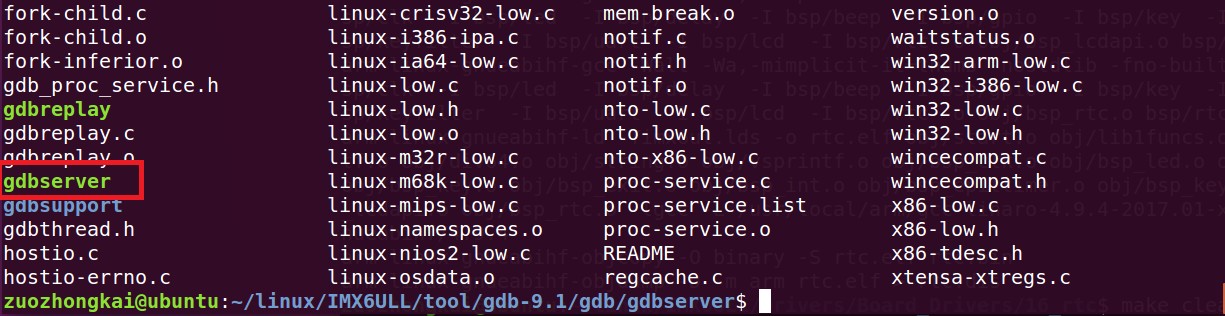 fork-child.c linux-crisv32-low.c mem-break.o version.o
fork-child.o linux-i386-ipa.c notif.c waitstatus.o
fork-inferior.o linux-ia64-low.c notif.h win32-arm-low.c
gdb_proc_service.h linux-low.c notif.o win32-i386-low.c
gdbreplay linux-low.h nto-low.c win32-low.c
gdbreplay.c linux-low.o nto-low.h win32-low.h
gdbreplay.o linux-m32r-low.c nto-x86-low.c wincecompat.c
gdbserver linux-m68k-low.c proc-service.c wincecompat.h
gdbsupport linux-mips-low.c proc-service.list x86-low.c
gdbthread.h linux-namespaces.o proc-service.o x86-low.h
hostio.c linux-nios2-low.c README x86-tdesc.h
hostio-errno.c linux-osdata.o regcache.c xtensa-xtregs.c
zuozhongkai@ubuntu:~/linux/IMX6ULL/tool/gdb-9.1/gdb/gdbserver$